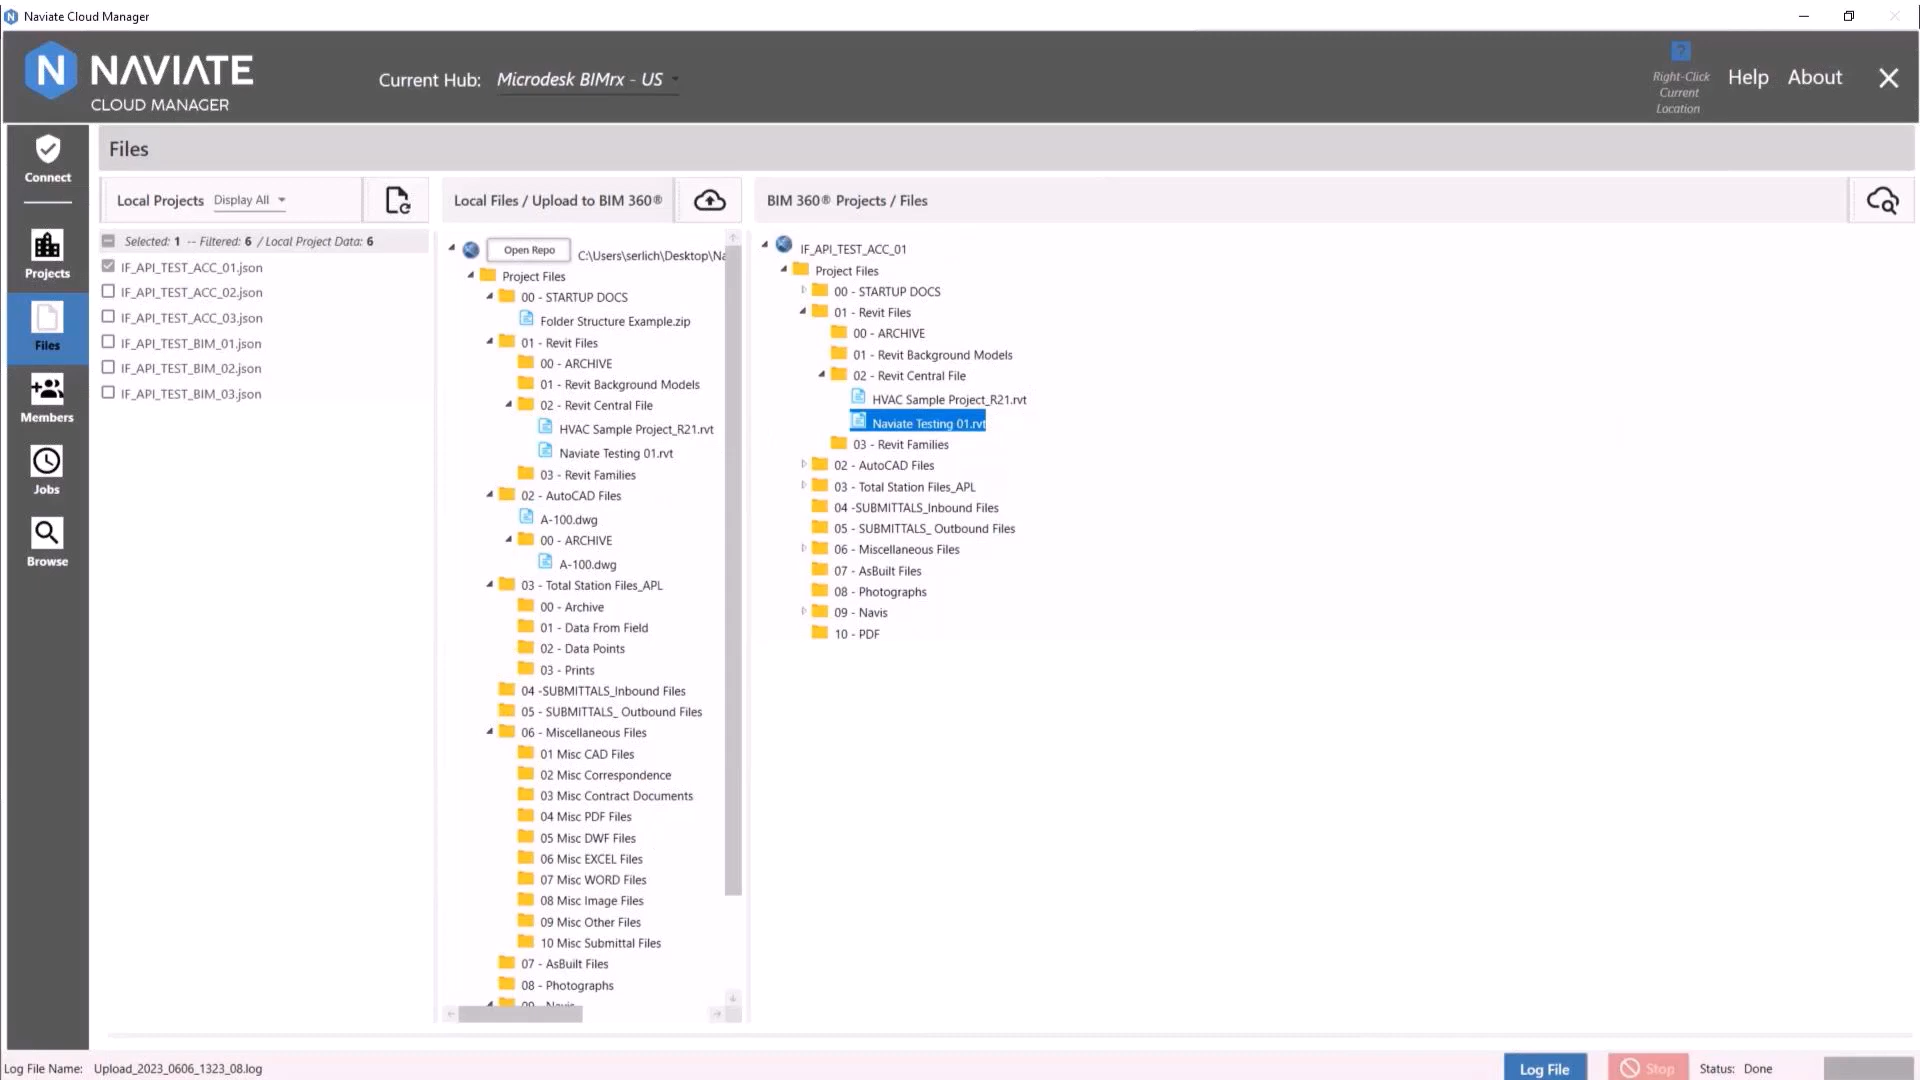 Naviate Cloud Manager
NAVIATE
CLOUD MANAGER
Current Hub: Microdesk BIMrx - US
?
Right-Click
Current
Location
Help About
Connect
Projects
Files
Members
Jobs
Browse
Files
Local Projects Display All
Selected: 1 -- Filtered: 6 / Local Project Data: 6
IF_API_TEST_ACC_01.json
IF_API_TEST_ACC_02.json
IF_API_TEST_ACC_03.json
IF_API_TEST_BIM_01.json
IF_API_TEST_BIM_02.json
IF_API_TEST_BIM_03.json
Local Files / Upload to BIM 360®
Open Repo C:\Users\serlich\Desktop\Na
Project Files
00 - STARTUP DOCS
Folder Structure Example.zip
01 - Revit Files
00 - ARCHIVE
01 - Revit Background Models
02 - Revit Central File
HVAC Sample Project_R21.rvt
Naviate Testing 01.rvt
03 - Revit Families
02 - AutoCAD Files
A-100.dwg
00 - ARCHIVE
A-100.dwg
03 - Total Station Files_APL
00 - Archive
01 - Data From Field
02 - Data Points
03 - Prints
04 -SUBMITTALS_Inbound Files
05 - SUBMITTALS_ Outbound Files
06 - Miscellaneous Files
01 Misc CAD Files
02 Misc Correspondence
03 Misc Contract Documents
04 Misc PDF Files
05 Misc DWF Files
06 Misc EXCEL Files
07 Misc WORD Files
08 Misc Image Files
09 Misc Other Files
10 Misc Submittal Files
07 - AsBuilt Files
08 - Photographs
09 - Navis
BIM 360® Projects / Files
IF_API_TEST_ACC_01
Project Files
00 - STARTUP DOCS
01 - Revit Files
00 - ARCHIVE
01 - Revit Background Models
02 - Revit Central File
HVAC Sample Project_R21.rvt
Naviate Testing 01.rvt
03 - Revit Families
02 - AutoCAD Files
03 - Total Station Files_APL
04 -SUBMITTALS_Inbound Files
05 - SUBMITTALS_ Outbound Files
06 - Miscellaneous Files
07 - AsBuilt Files
08 - Photographs
09 - Navis
10 - PDF
Log File Name: Upload_2023_0606_1323_08.log
Log File
Stop
Status: Done